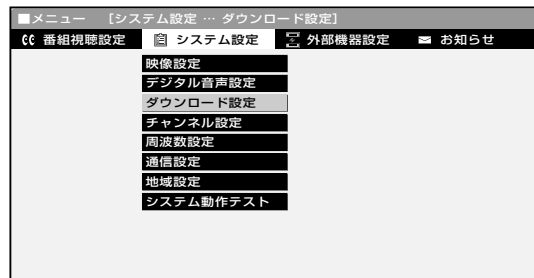 ■メニュー [システム設定 … ダウンロード設定]
番組視聴設定 システム設定 外部機器設定 お知らせ
映像設定
デジタル音声設定
ダウンロード設定
チャンネル設定
周波数設定
通信設定
地域設定
システム動作テスト